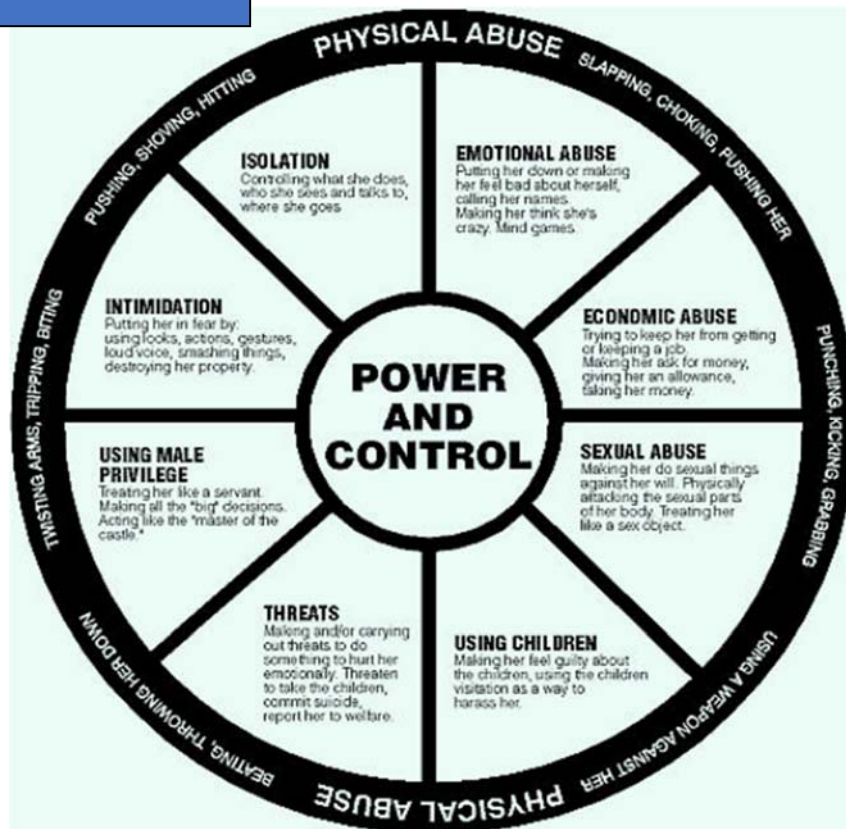 PHYSICAL ABUSE
SLAPPING, CHOKING, PUSHING HER
PUNCHING, KICKING, GRABBING
USING A WEAPON AGAINST HER
PHYSICAL ABUSE
BEATING, THROWING HER DOWN
TWISTING ARMS, TRIPPING, BITING
PUSHING, SHOVING, HITTING
POWER
AND
CONTROL
EMOTIONAL ABUSE
Putting her down or making
her feel bad about herself,
calling her names.
Making her think she's
crazy. Mind games.
ECONOMIC ABUSE
Trying to keep her from getting
or keeping a job.
Making her ask for money,
giving her an allowance,
taking her money.
SEXUAL ABUSE
Making her do sexual things
against her will. Physically
attacking the sexual parts
of her body. Treating her
like a sex object.
USING CHILDREN
Making her feel guilty about
the children, using the children
visitation as a way to
harass her.
THREATS
Making and/or carrying
out threats to do
something to hurt her
emotionally. Threaten
to take the children,
commit suicide,
report her to welfare.
USING MALE
PRIVILEGE
Treating her like a servant.
Making all the "big" decisions.
Acting like the "master of the
castle."
INTIMIDATION
Putting her in fear by:
using looks, actions, gestures,
loud voice, smashing things,
destroying her property.
ISOLATION
Controlling what she does,
who she sees and talks to,
where she goes